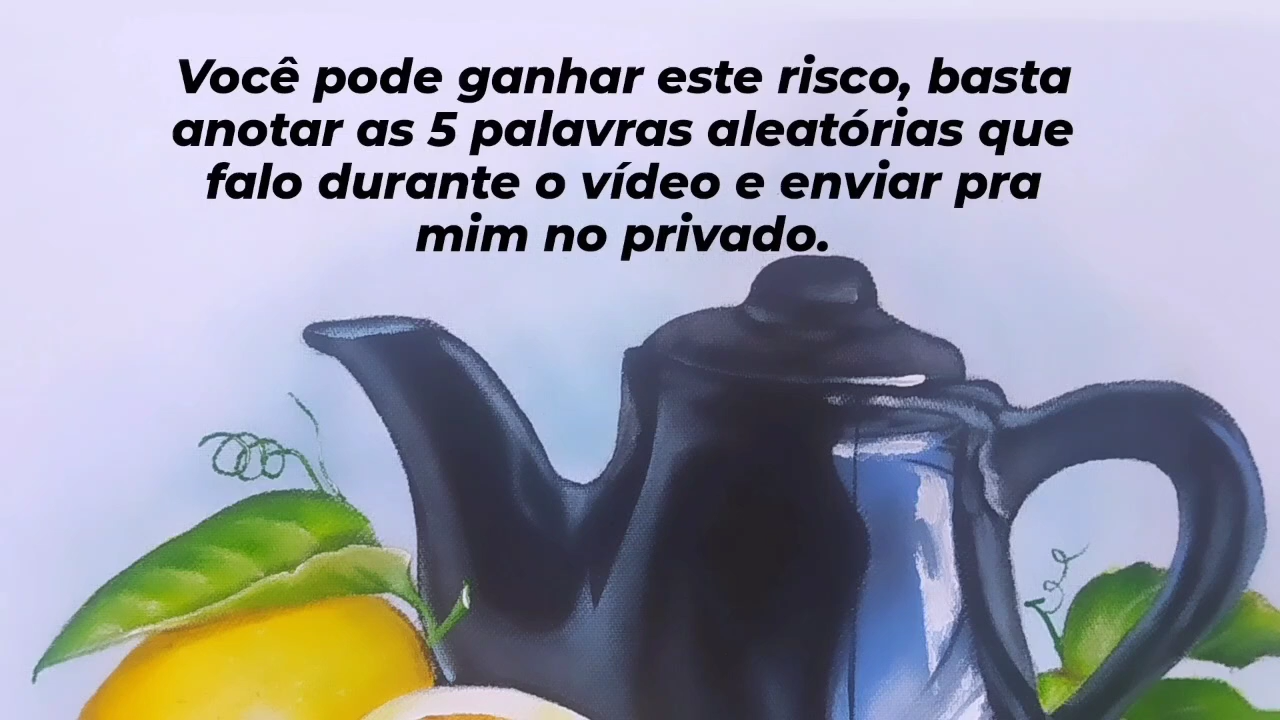 Você pode ganhar este risco, basta
anotar as 5 palavras aleatórias que
falo durante o vídeo e enviar pra
mim no privado.